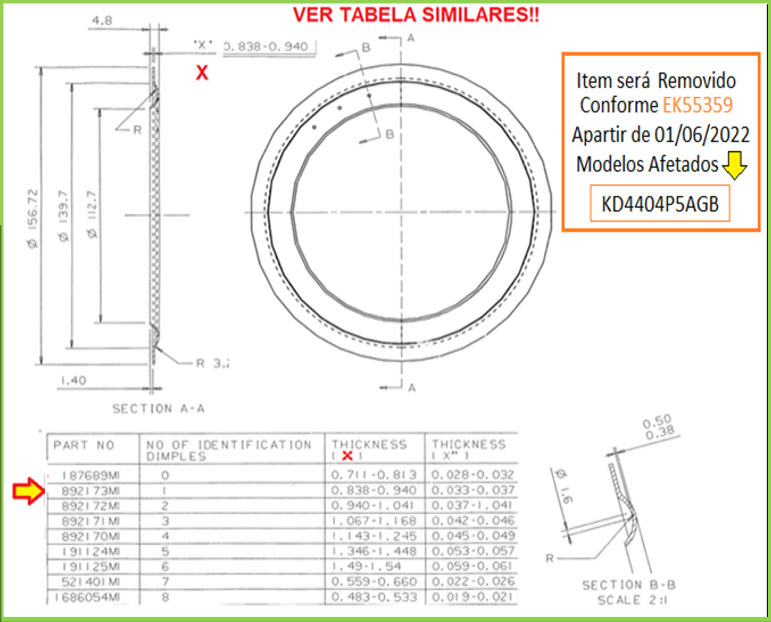 VER TABELA SIMILARES!!
4.8
"X" 0.838-0.940
X
B
A
R
B
Ø 156.72
Ø 139.7
Ø 112.7
R 3.2
1.40
A
SECTION A-A
Item será Removido
Conforme EK55359
Apartir de 01/06/2022
Modelos Afetados
KD4404P5AGB
PART NO NO OF IDENTIFICATION DIMPLES THICKNESS ( X ) THICKNESS ( X")
187689MI 0 0.711-0.813 0.028-0.032
892173MI 1 0.838-0.940 0.033-0.037
892172MI 2 0.940-1.041 0.037-1.041
892171MI 3 1.067-1.168 0.042-0.046
892170MI 4 1.143-1.245 0.045-0.049
191124MI 5 1.346-1.448 0.053-0.057
191125MI 6 1.49-1.54 0.059-0.061
521401MI 7 0.559-0.660 0.022-0.026
1686054MI 8 0.483-0.533 0.019-0.021
0.50
0.38
Ø 1.6
R
SECTION B-B
SCALE 2:1